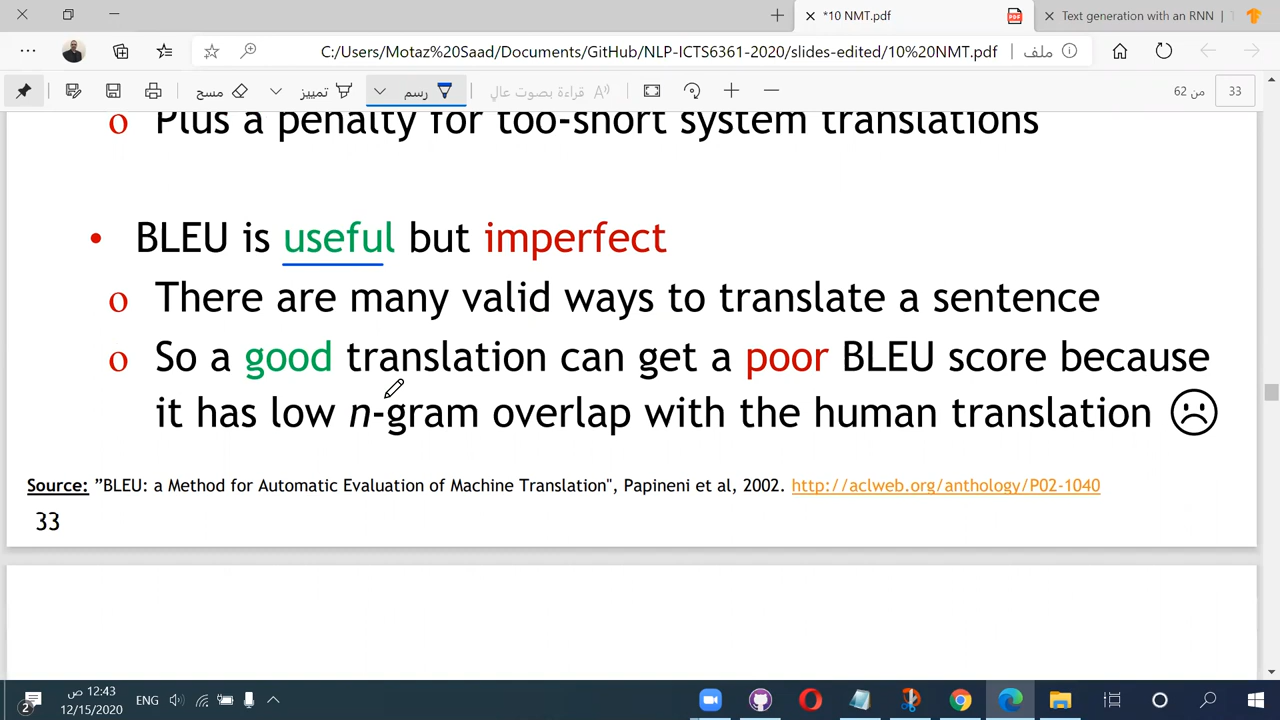 *10 NMT.pdf
Text generation with an RNN |
C:/Users/Motaz%20Saad/Documents/GitHub/NLP-ICTS6361-2020/slides-edited/10%20NMT.pdf
ملف
مسح
تمييز
رسم
قراءة بصوت عالٍ
من 62
33
o Plus a penalty for too-short system translations
• BLEU is useful but imperfect
o There are many valid ways to translate a sentence
o So a good translation can get a poor BLEU score because
it has low n-gram overlap with the human translation
Source: ”BLEU: a Method for Automatic Evaluation of Machine Translation", Papineni et al, 2002. http://aclweb.org/anthology/P02-1040
33
2
12:43 ص
12/15/2020
ENG